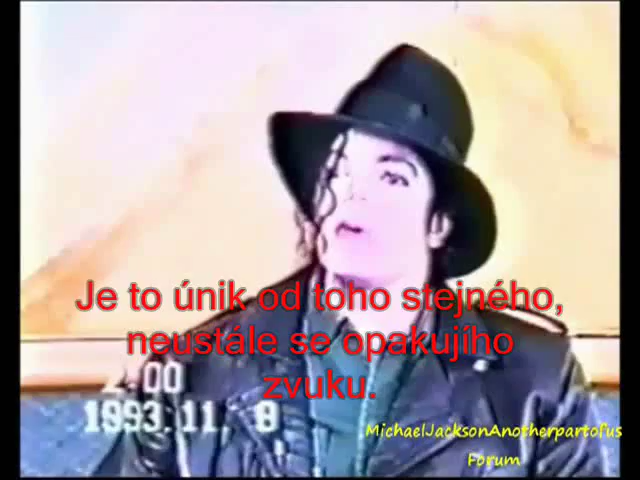 Je to únik od toho stejného,
neustále se opakujího
zvuku.
2:00
1993.11. 8
MichaelJacksonAnotherpartofus
Forum